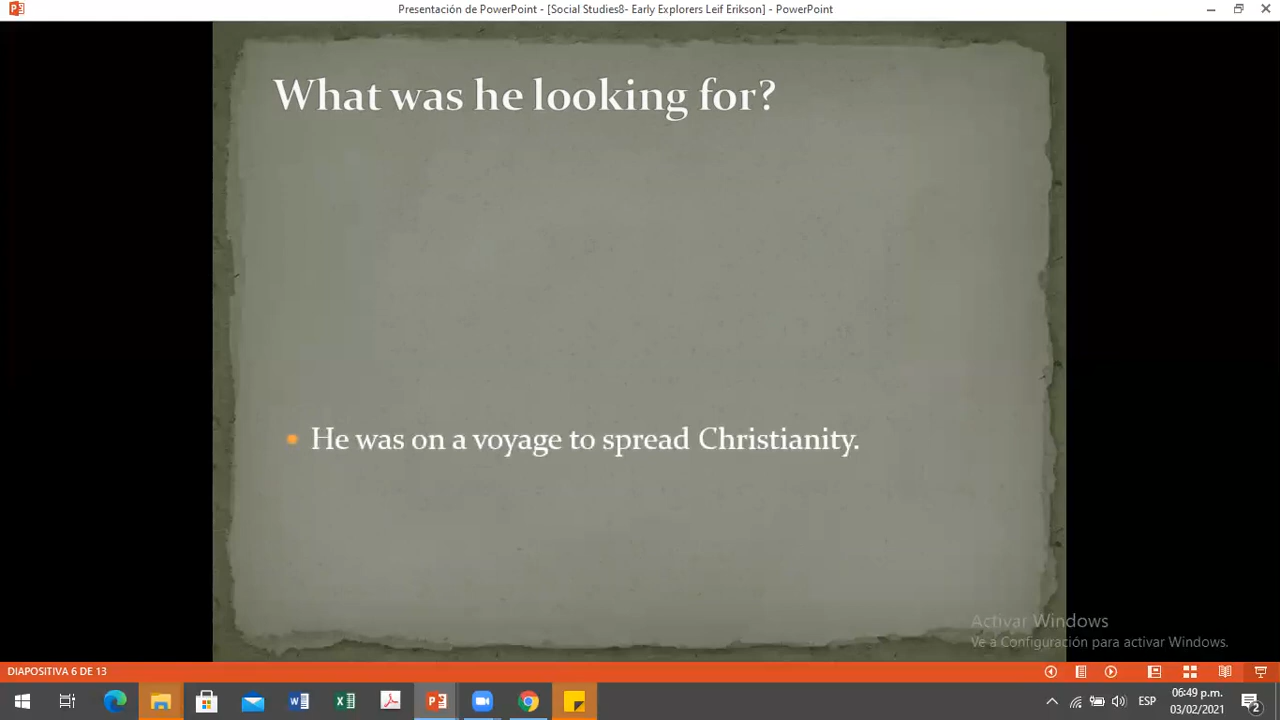 Presentación de PowerPoint - [Social Studies8- Early Explorers Leif Erikson] - PowerPoint
What was he looking for?
He was on a voyage to spread Christianity.
Activar Windows
Ve a Configuración para activar Windows.
DIAPOSITIVA 6 DE 13
ESP
06:49 p.m.
03/02/2021
2